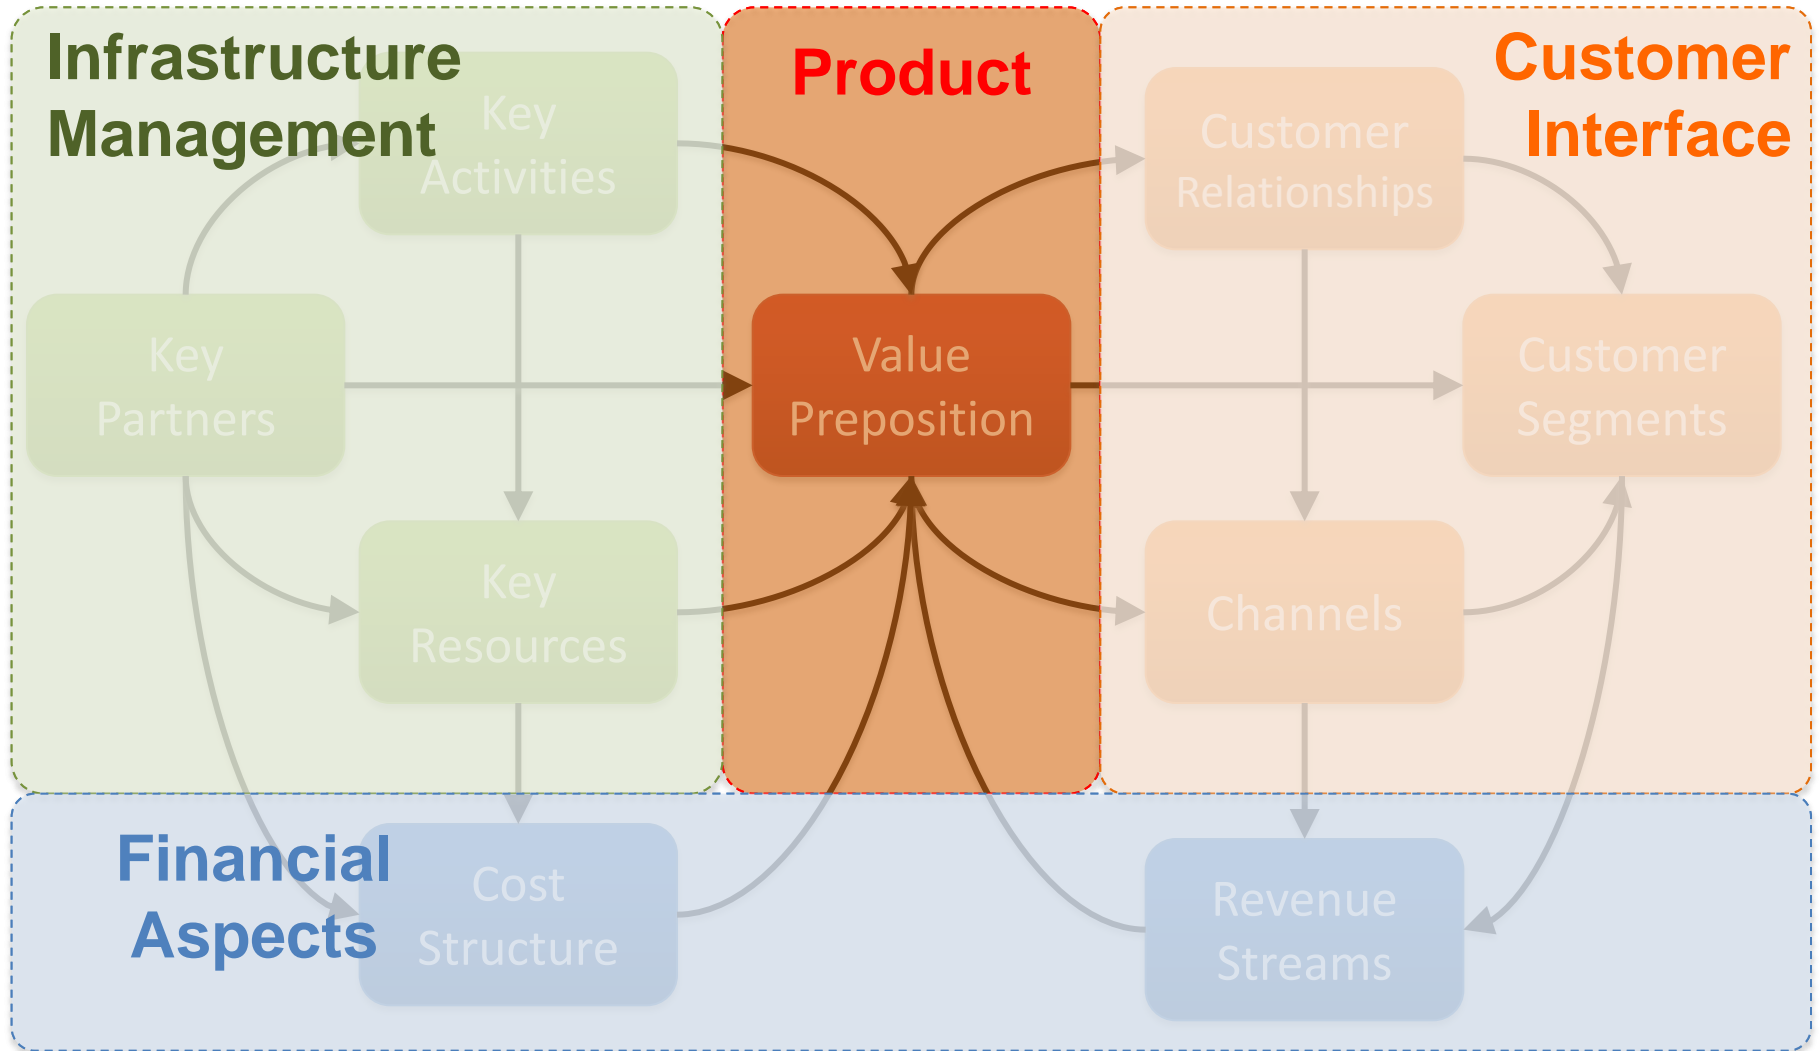 Infrastructure
Management
Key
Activities
Key
Partners
Key
Resources
Product
Value
Preposition
Customer
Interface
Customer
Relationships
Customer
Segments
Channels
Financial
Aspects
Cost
Structure
Revenue
Streams